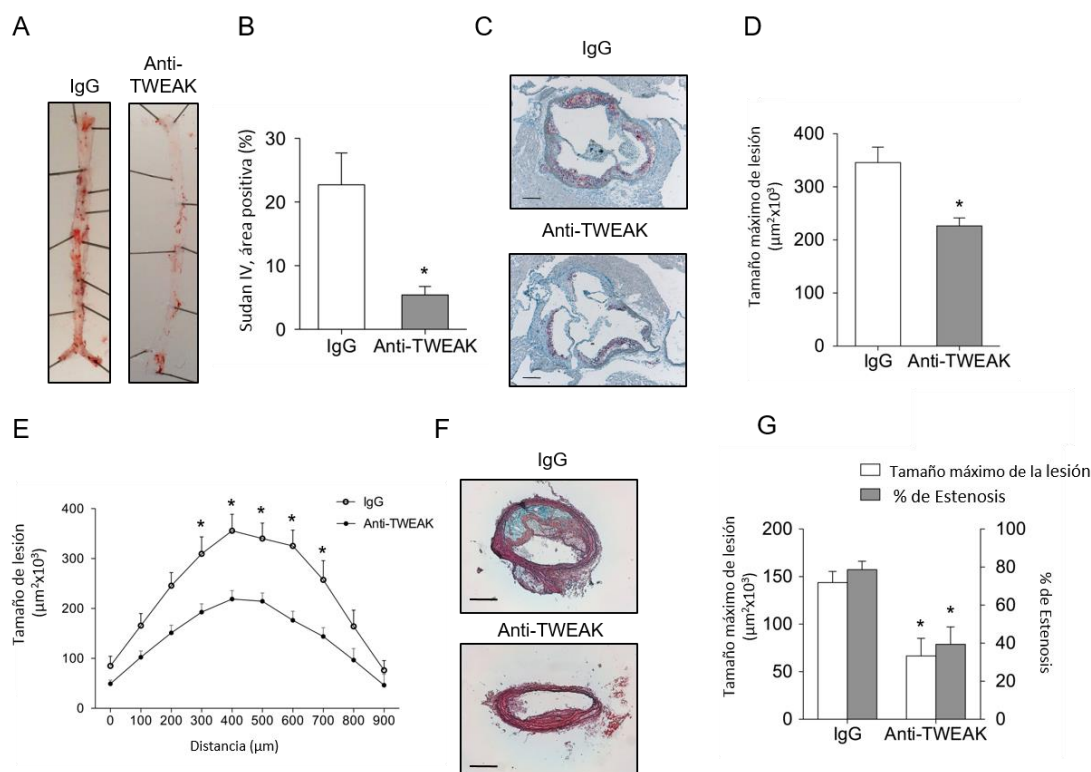 A
IgG
Anti-
TWEAK
B
Sudan IV, área positiva (%)
30
20
10
0
*
IgG
Anti-TWEAK
C
IgG
Anti-TWEAK
D
Tamaño máximo de lesión
(µm²x10³)
400
300
200
100
0
*
IgG
Anti-TWEAK
E
Tamaño de lesión
(µm²x10³)
400
300
200
100
0
IgG
Anti-TWEAK
* * * * *
0 100 200 300 400 500 600 700 800 900
Distancia (µm)
F
IgG
Anti-TWEAK
G
Tamaño máximo de la lesión
% de Estenosis
Tamaño máximo de lesión
(µm²x10³)
200
150
100
50
0
* *
100
80
60
40
20
0
% de Estenosis
IgG
Anti-TWEAK